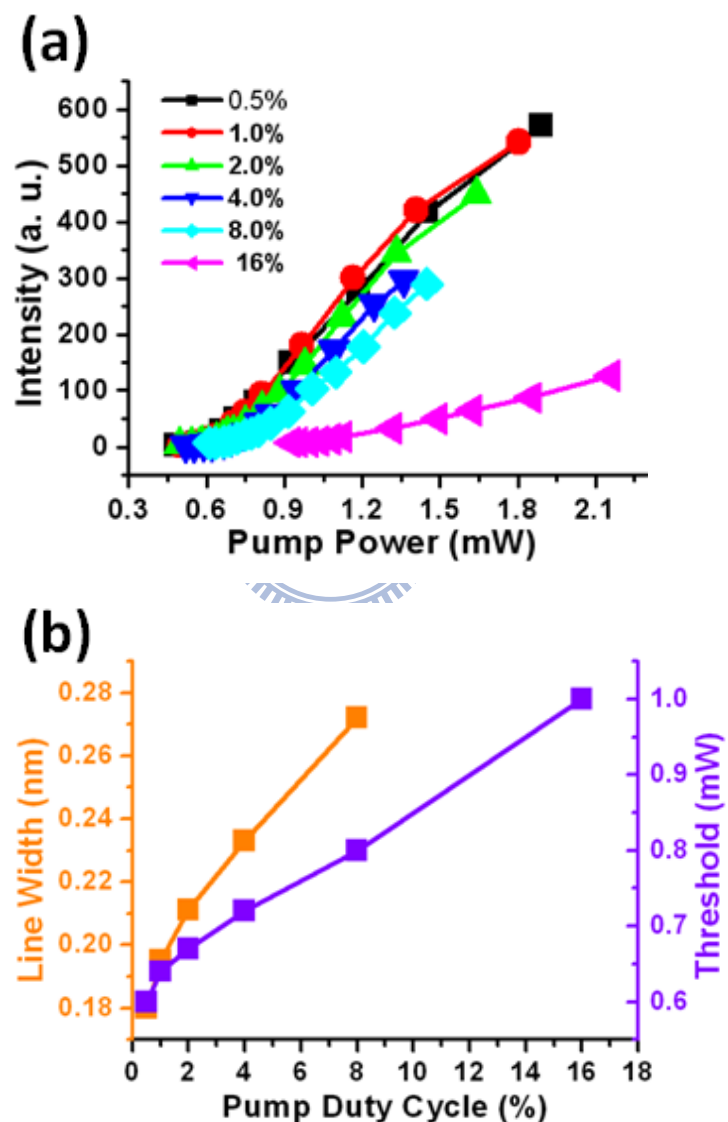 (a)
600
500
400
300
200
100
0
Intensity (a. u.)
0.5%
1.0%
2.0%
4.0%
8.0%
16%
0.3 0.6 0.9 1.2 1.5 1.8 2.1
Pump Power (mW)
(b)
0.28
0.26
0.24
0.22
0.20
0.18
Line Width (nm)
1.0
0.9
0.8
0.7
0.6
Threshold (mW)
0 2 4 6 8 10 12 14 16 18
Pump Duty Cycle (%)